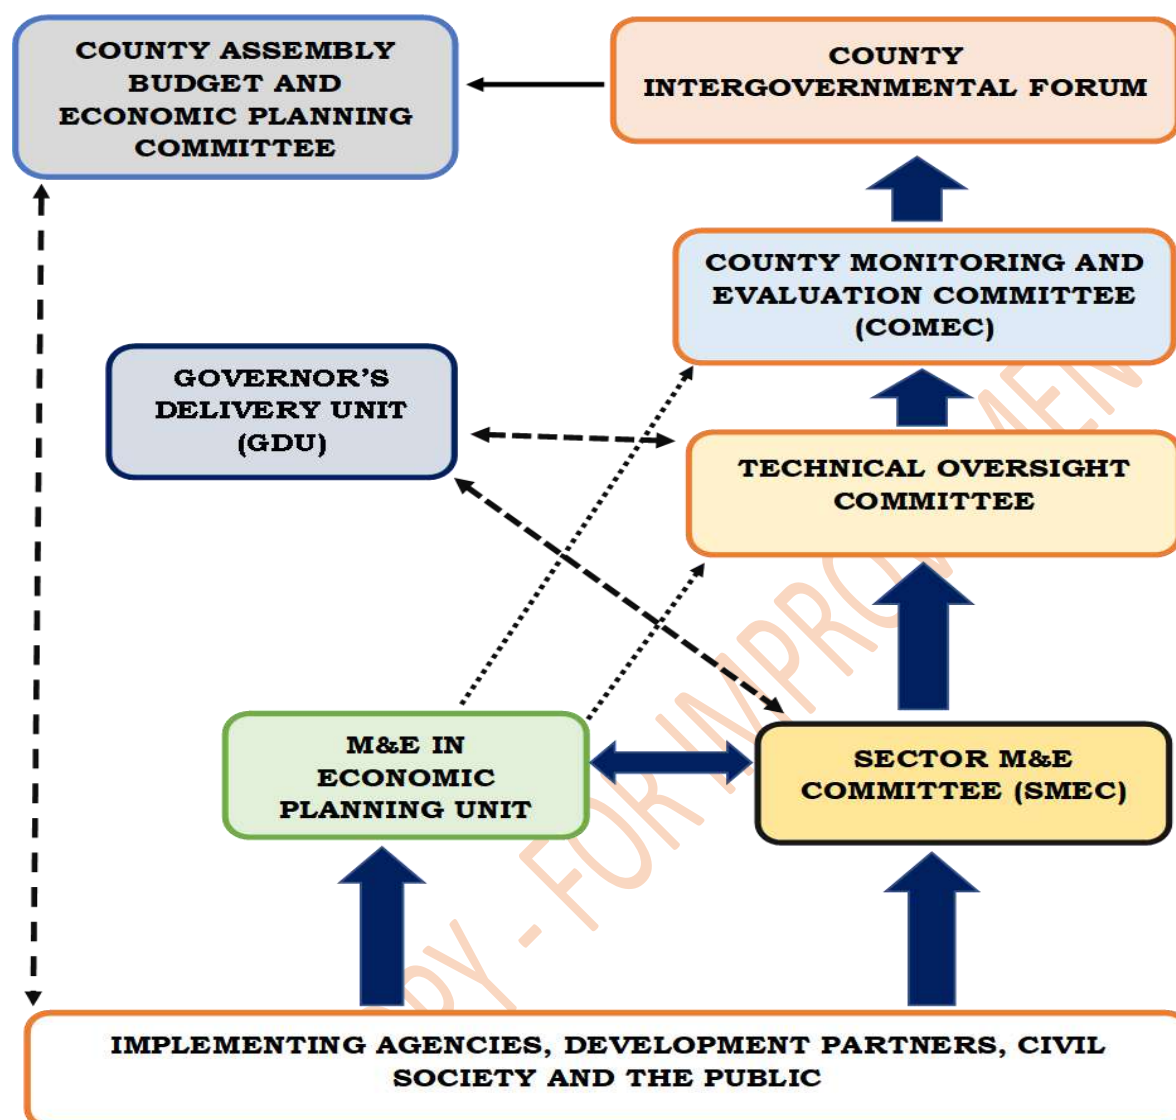 COUNTY ASSEMBLY
BUDGET AND
ECONOMIC PLANNING
COMMITTEE
COUNTY
INTERGOVERNMENTAL FORUM
COUNTY MONITORING AND
EVALUATION COMMITTEE
(COMEC)
GOVERNOR’S
DELIVERY UNIT
(GDU)
TECHNICAL OVERSIGHT
COMMITTEE
M&E IN
ECONOMIC
PLANNING UNIT
SECTOR M&E
COMMITTEE (SMEC)
IMPLEMENTING AGENCIES, DEVELOPMENT PARTNERS, CIVIL
SOCIETY AND THE PUBLIC
- FOR